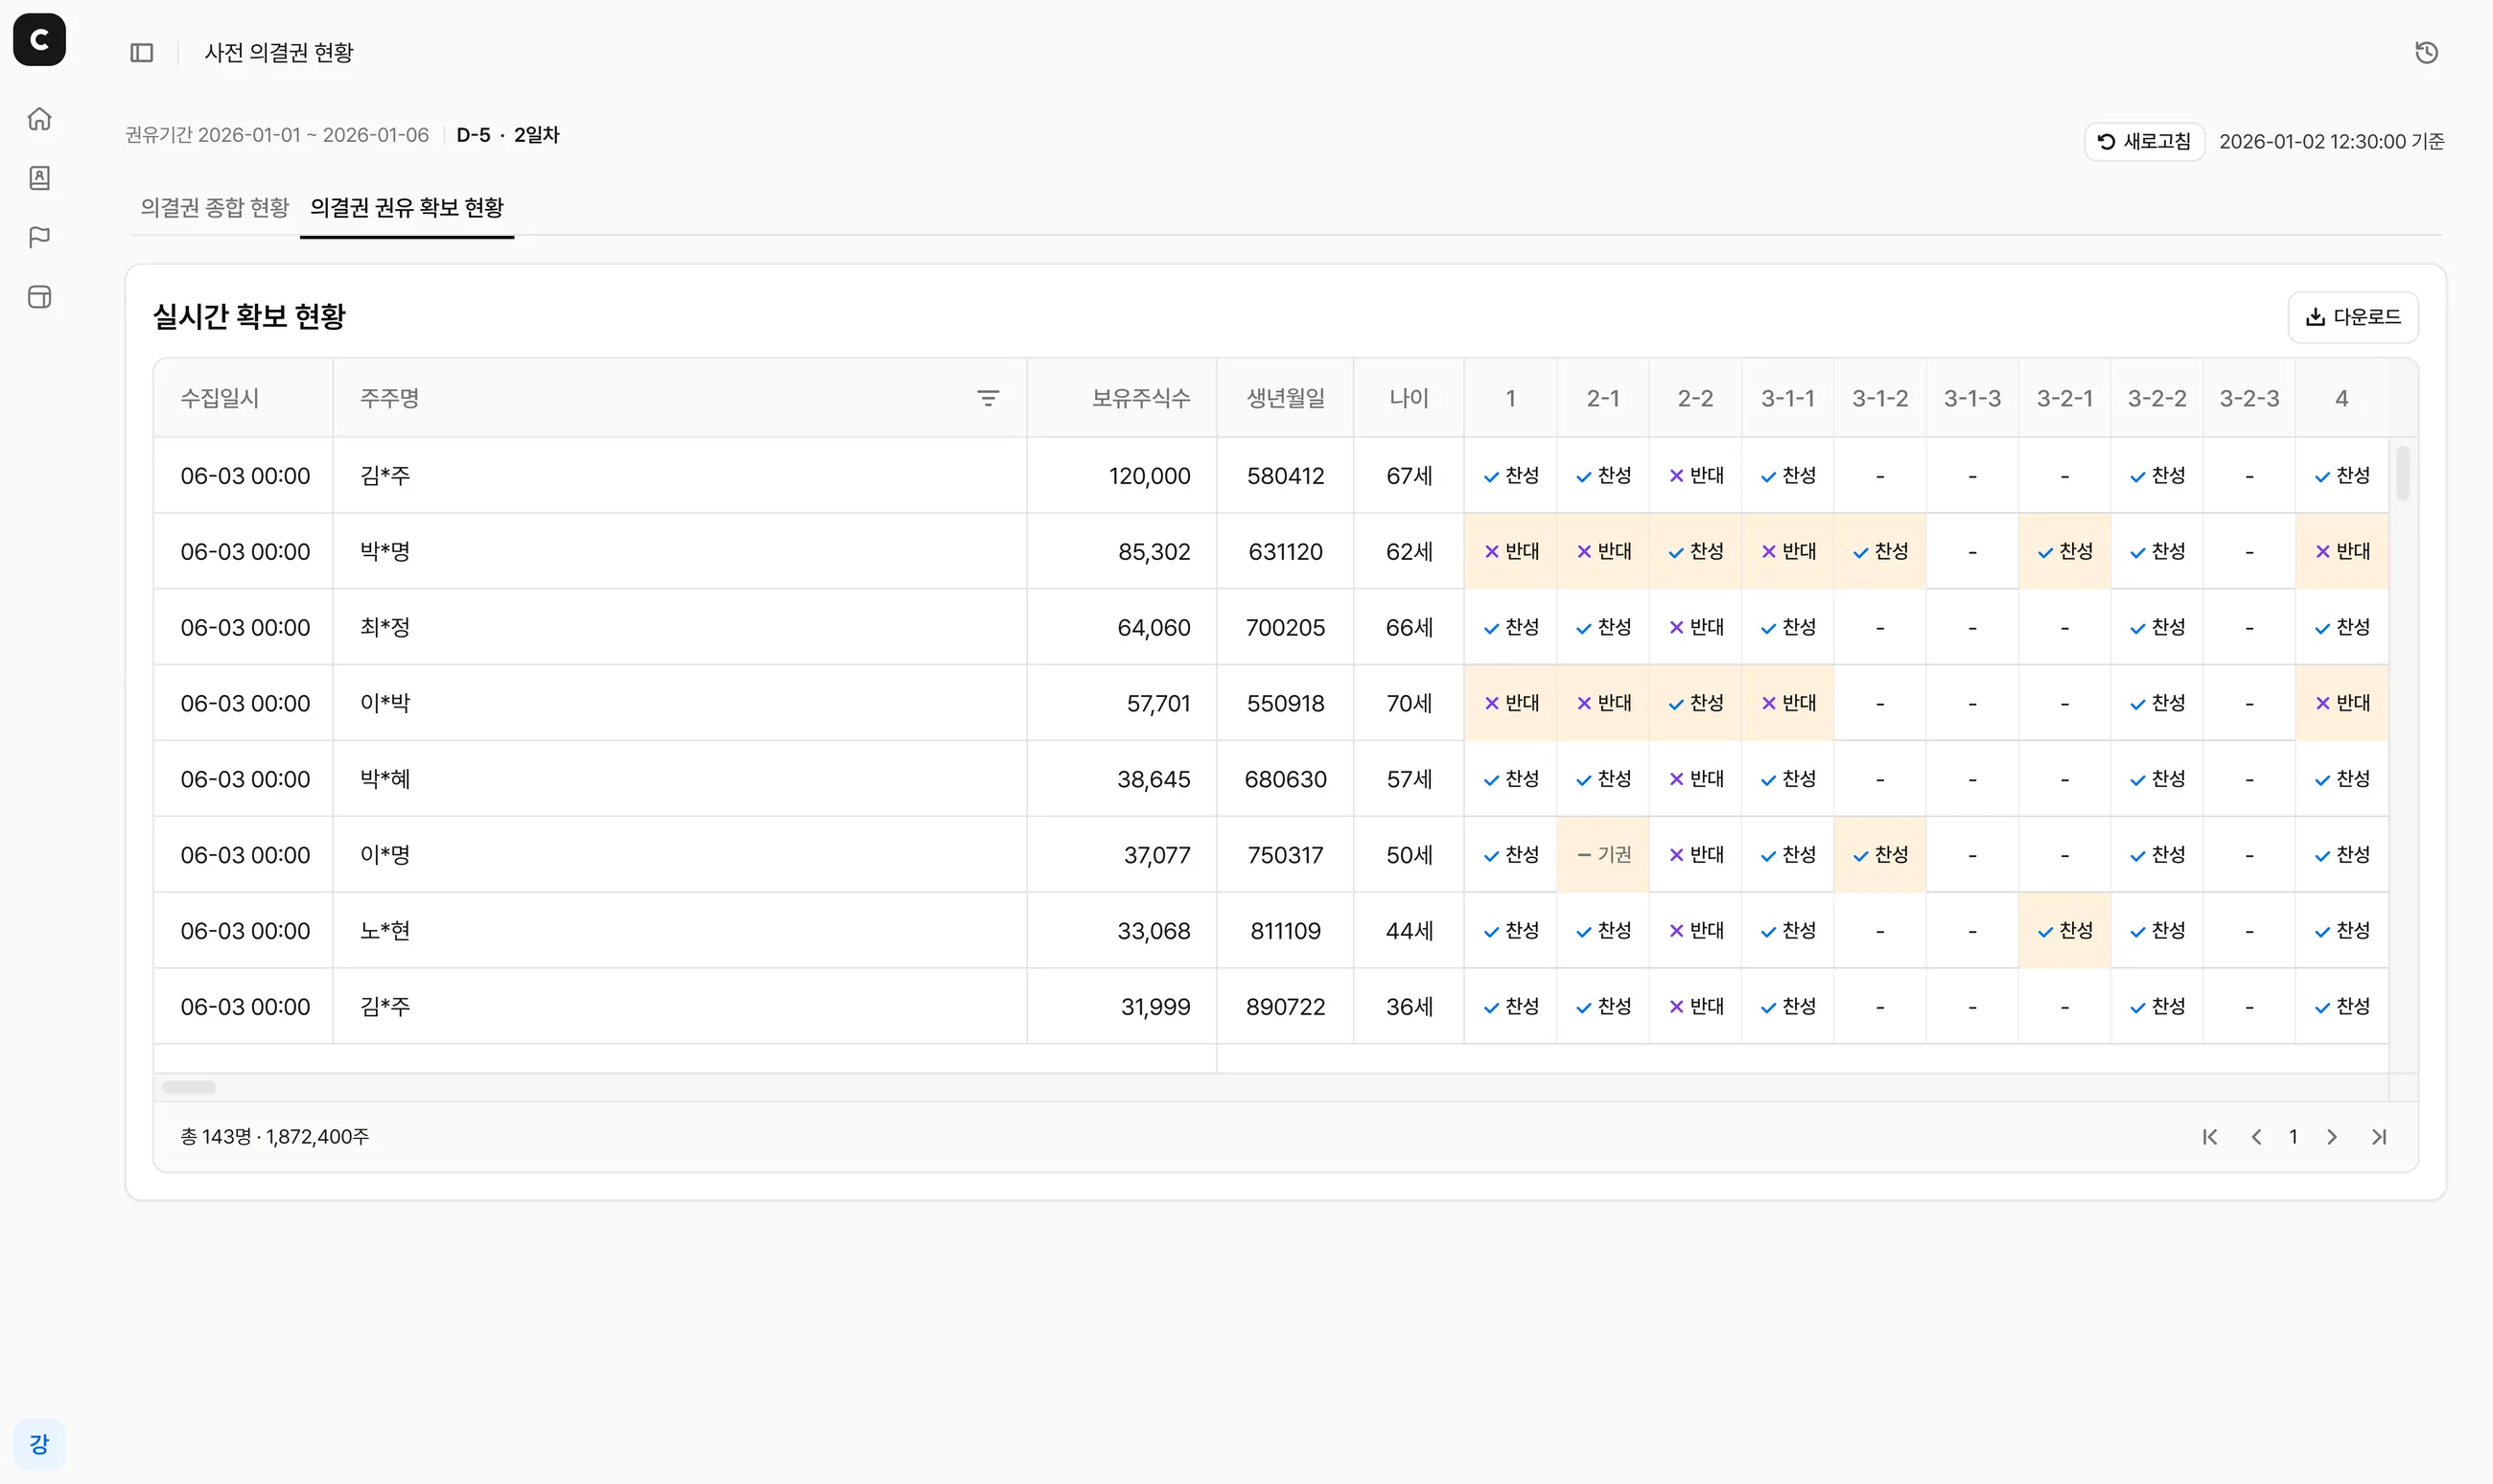 C
사전 의결권 현황
권유기간 2026-01-01 ~ 2026-01-06 D-5 · 2일차
새로고침 2026-01-02 12:30:00 기준
의결권 종합 현황 의결권 권유 확보 현황
실시간 확보 현황
다운로드
수집일시 주주명 보유주식수 생년월일 나이 1 2-1 2-2 3-1-1 3-1-2 3-1-3 3-2-1 3-2-2 3-2-3 4
06-03 00:00 김*주 120,000 580412 67세 찬성 찬성 반대 찬성 - - - 찬성 - 찬성
06-03 00:00 박*명 85,302 631120 62세 반대 반대 찬성 반대 찬성 - 찬성 찬성 - 반대
06-03 00:00 최*정 64,060 700205 66세 찬성 찬성 반대 찬성 - - - 찬성 - 찬성
06-03 00:00 이*박 57,701 550918 70세 반대 반대 찬성 반대 - - - 찬성 - 반대
06-03 00:00 박*혜 38,645 680630 57세 찬성 찬성 반대 찬성 - - - 찬성 - 찬성
06-03 00:00 이*명 37,077 750317 50세 찬성 기권 반대 찬성 찬성 - - 찬성 - 찬성
06-03 00:00 노*현 33,068 811109 44세 찬성 찬성 반대 찬성 - - 찬성 찬성 - 찬성
06-03 00:00 김*주 31,999 890722 36세 찬성 찬성 반대 찬성 - - - 찬성 - 찬성
총 143명 · 1,872,400주
1
강